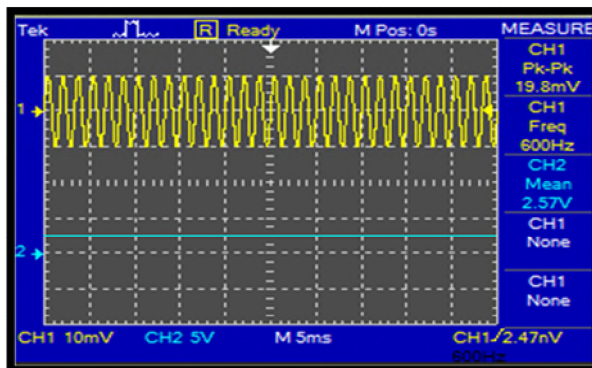 Tek R Ready M Pos: 0s MEASURE
CH1
Pk-Pk
19.8mV
1
CH1
Freq
600Hz
CH2
Mean
2.57V
CH1
None
2
CH1
None
CH1 10mV CH2 5V M 5ms CH1 2.47nV
600Hz